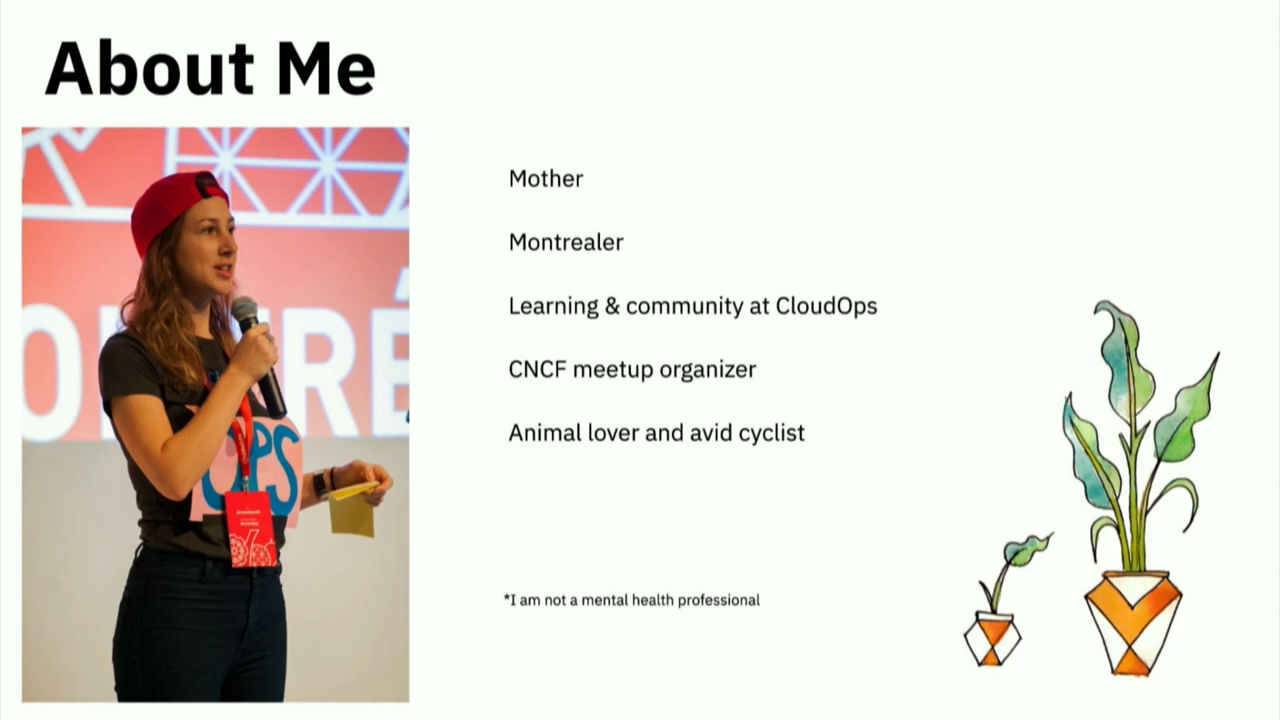 About Me
Mother
Montrealer
Learning & community at CloudOps
CNCF meetup organizer
Animal lover and avid cyclist
OPS
*I am not a mental health professional